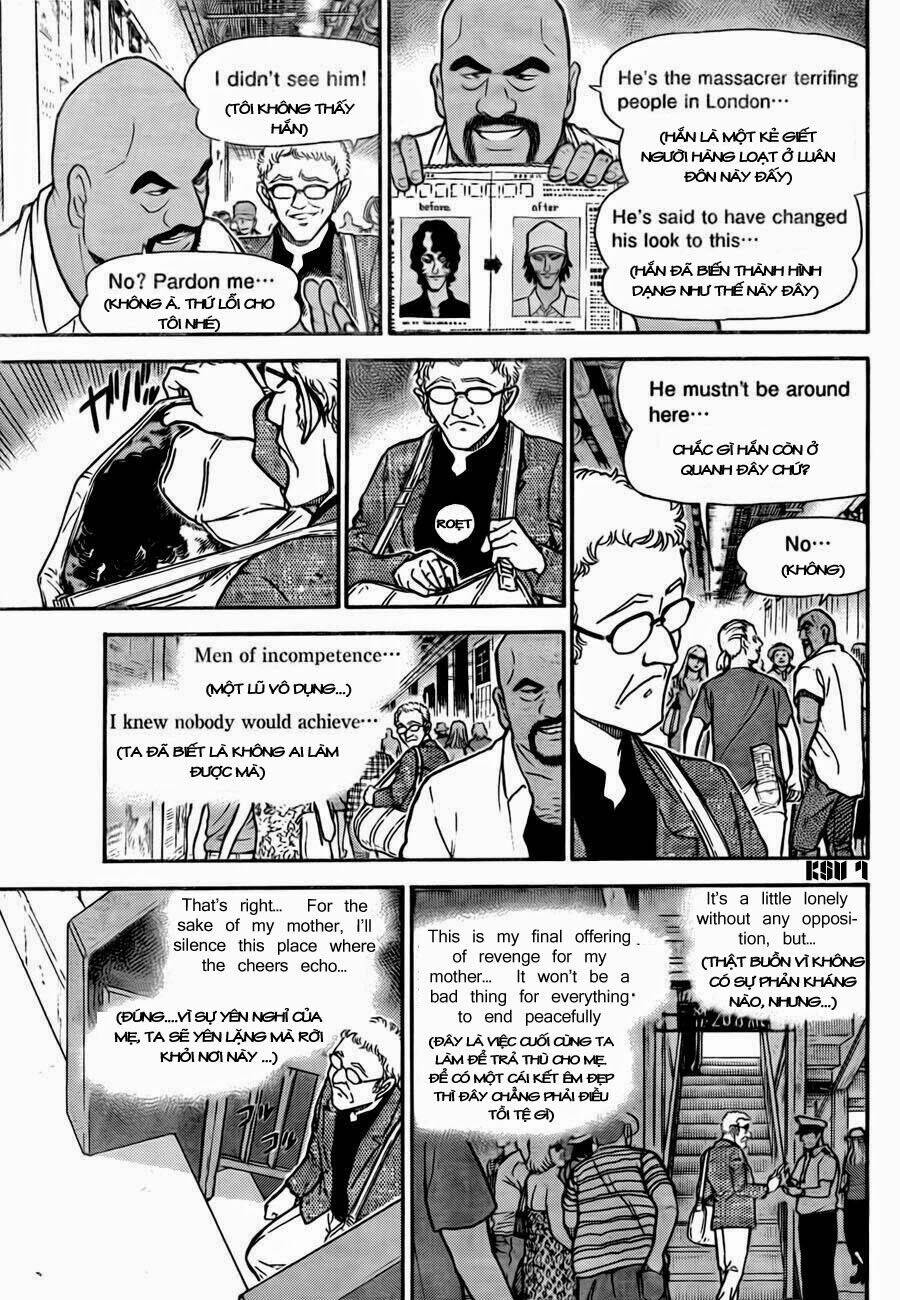 He's the massacrer terrifing
people in London…
(HẮN LÀ MỘT KẺ GIẾT
NGƯỜI HÀNG LOẠT Ở LUÂN
ĐÔN NÀY ĐẤY)
He's said to have changed
his look to this…
(HẮN ĐÃ BIẾN THÀNH HÌNH
DẠNG NHƯ THẾ NÀY ĐÂY)
before
after
I didn't see him!
(TÔI KHÔNG THẤY
HẮN)
No? Pardon me…
(KHÔNG À. THỨ LỖI CHO
TÔI NHÉ)
He mustn't be around
here…
CHẮC GÌ HẮN CÒN Ở
QUANH ĐÂY CHỨ?
No…
(KHÔNG)
ROẸT
Men of incompetence…
(MỘT LŨ VÔ DỤNG...)
I knew nobody would achieve…
(TA ĐÃ BIẾT LÀ KHÔNG AI LÀM
ĐƯỢC MÀ)
KSV 7
It's a little lonely
without any opposi-
tion, but...
(THẬT BUỒN VÌ KHÔNG
CÓ SỰ PHẢN KHÁNG
NÀO, NHƯNG...)
This is my final offering
of revenge for my
mother... It won't be a
bad thing for everything
to end peacefully
(ĐÂY LÀ VIỆC CUỐI CÙNG TA
LÀM ĐỂ TRẢ THÙ CHO MẸ.
ĐỂ CÓ MỘT CÁI KẾT ÊM ĐẸP
THÌ ĐÂY CHẲNG PHẢI ĐIỀU
TỒI TỆ GÌ)
That's right... For the
sake of my mother, I'll
silence this place where
the cheers echo...
(ĐÚNG....VÌ SỰ YÊN NGHỈ CỦA
MẸ, TA SẼ YÊN LẶNG MÀ RỜI
KHỎI NƠI NÀY ...)
ゴル
ゴル